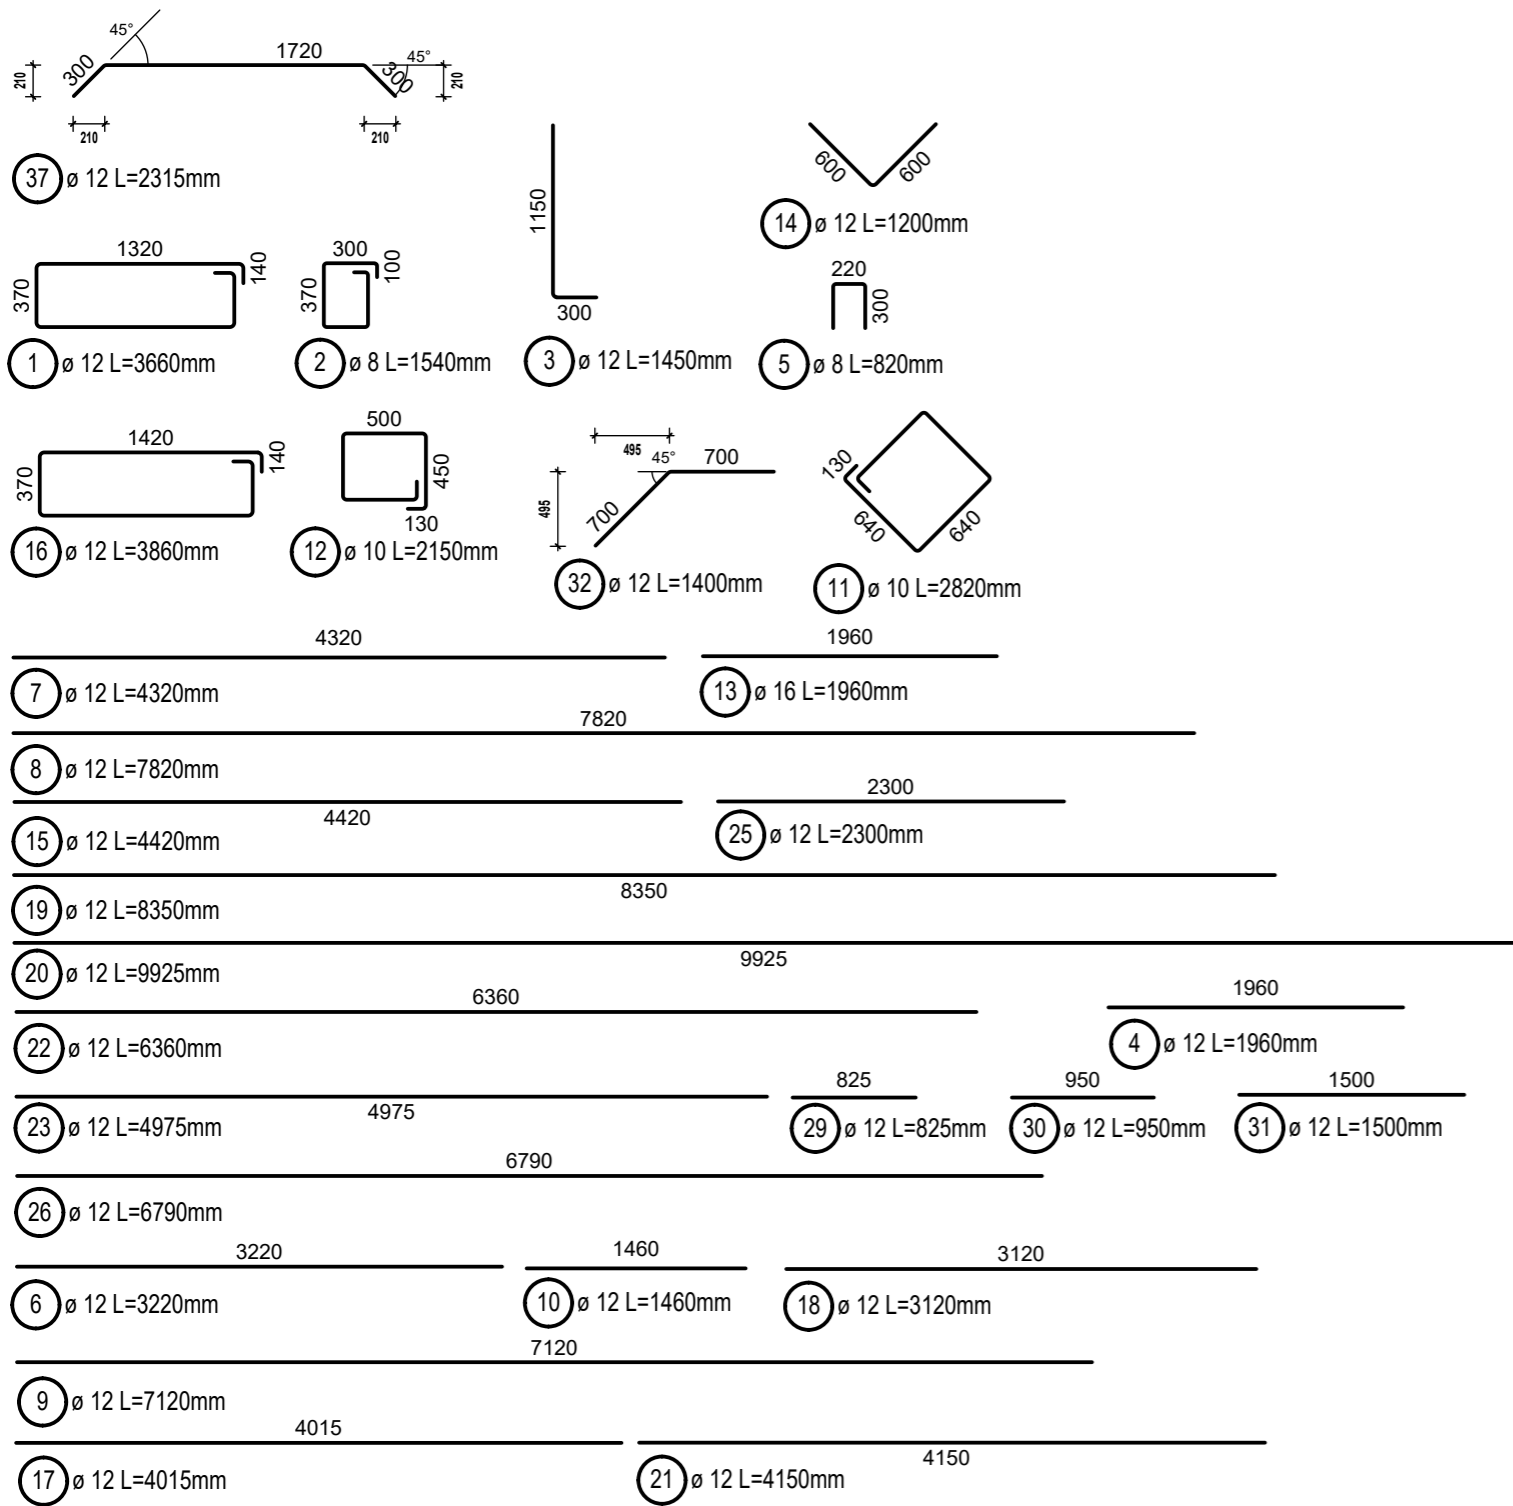 45°
1720
45°
300
300
210
210
210
210
37 ø 12 L=2315mm
1150
300
3 ø 12 L=1450mm
600
600
14 ø 12 L=1200mm
1320
140
370
1 ø 12 L=3660mm
300
100
370
2 ø 8 L=1540mm
220
300
5 ø 8 L=820mm
1420
140
370
16 ø 12 L=3860mm
500
450
130
12 ø 10 L=2150mm
495
45°
700
495
700
32 ø 12 L=1400mm
130
640
640
11 ø 10 L=2820mm
4320
7 ø 12 L=4320mm
1960
13 ø 16 L=1960mm
7820
8 ø 12 L=7820mm
4420
15 ø 12 L=4420mm
2300
25 ø 12 L=2300mm
8350
19 ø 12 L=8350mm
9925
20 ø 12 L=9925mm
6360
22 ø 12 L=6360mm
1960
4 ø 12 L=1960mm
4975
23 ø 12 L=4975mm
825
29 ø 12 L=825mm
950
30 ø 12 L=950mm
1500
31 ø 12 L=1500mm
6790
26 ø 12 L=6790mm
3220
6 ø 12 L=3220mm
1460
10 ø 12 L=1460mm
3120
18 ø 12 L=3120mm
7120
9 ø 12 L=7120mm
4015
17 ø 12 L=4015mm
4150
21 ø 12 L=4150mm